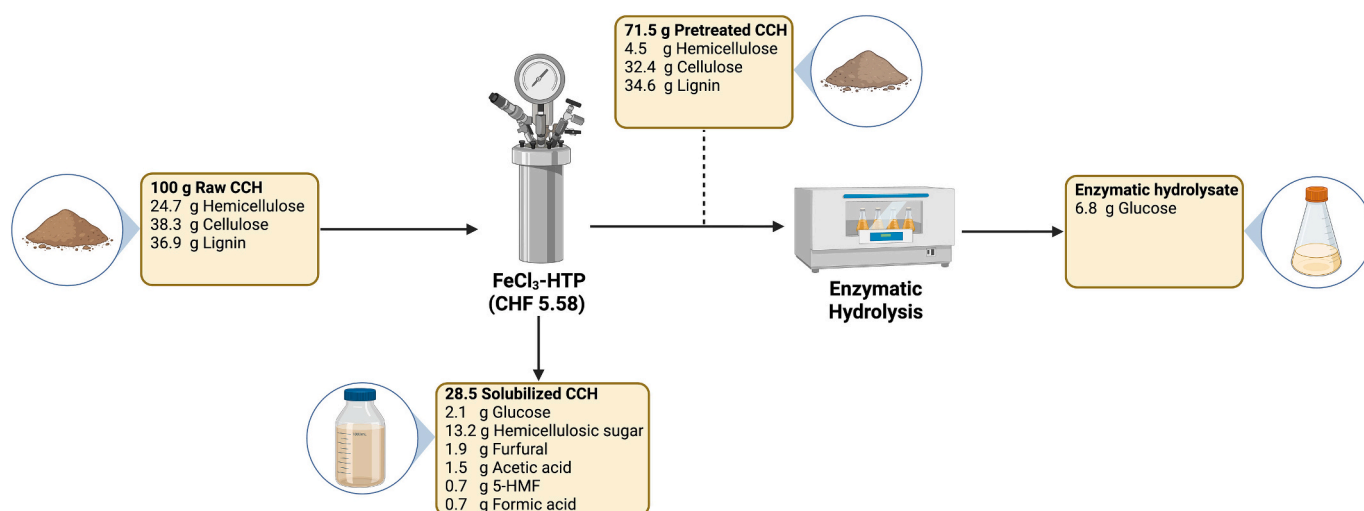 71.5 g Pretreated CCH
4.5 g Hemicellulose
32.4 g Cellulose
34.6 g Lignin
100 g Raw CCH
24.7 g Hemicellulose
38.3 g Cellulose
36.9 g Lignin
FeCl₃-HTP
(CHF 5.58)
Enzymatic
Hydrolysis
Enzymatic hydrolysate
6.8 g Glucose
28.5 Solubilized CCH
2.1 g Glucose
13.2 g Hemicellulosic sugar
1.9 g Furfural
1.5 g Acetic acid
0.7 g 5-HMF
0.7 g Formic acid